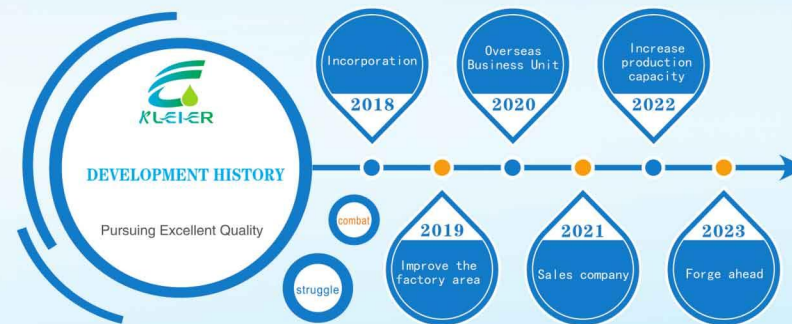 KLEIER
DEVELOPMENT HISTORY
Pursuing Excellent Quality
combat
struggle
Incorporation
2018
2019
Improve the
factory area
Overseas
Business Unit
2020
2021
Sales company
Increase
production
capacity
2022
2023
Forge ahead